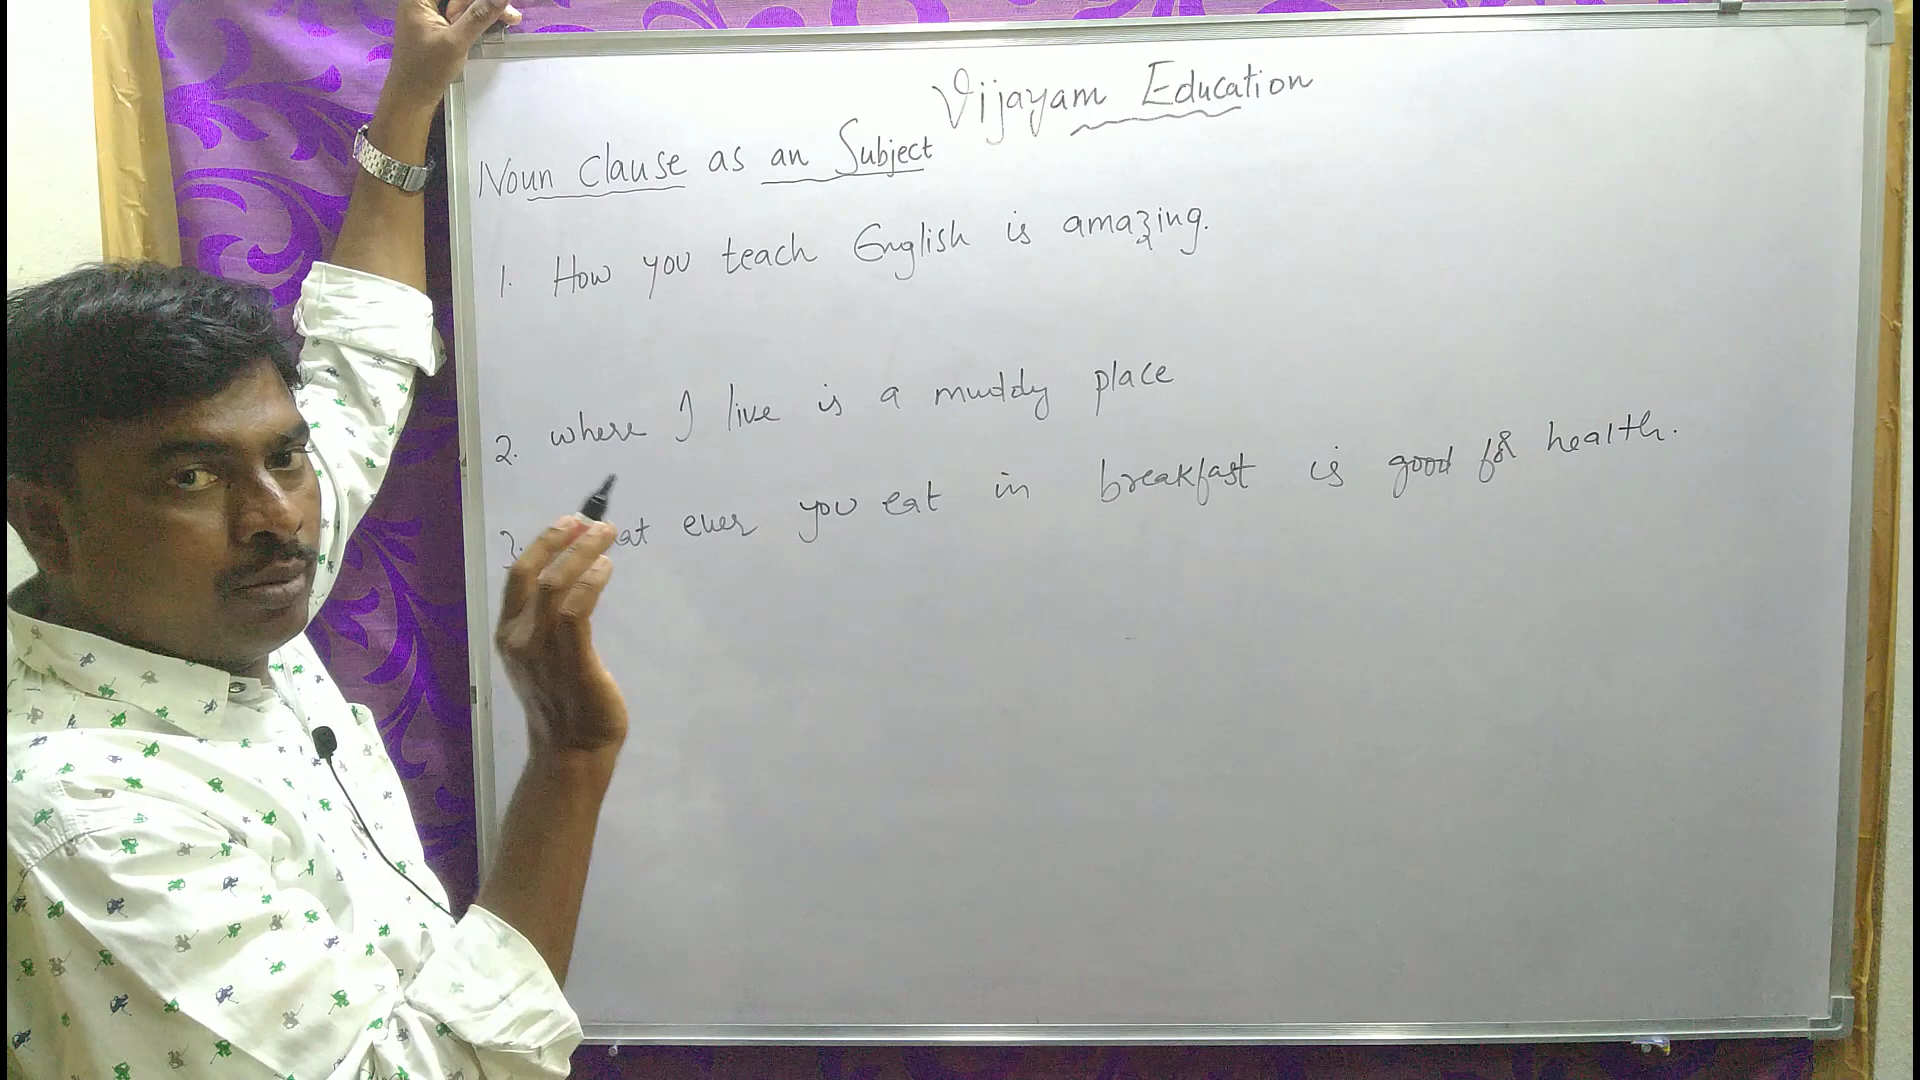 Vijayam Education
Noun Clause as an Subject
1. How you teach English is amazing.
2. where I live is a muddy place
3. at ever you eat in breakfast is good for health.